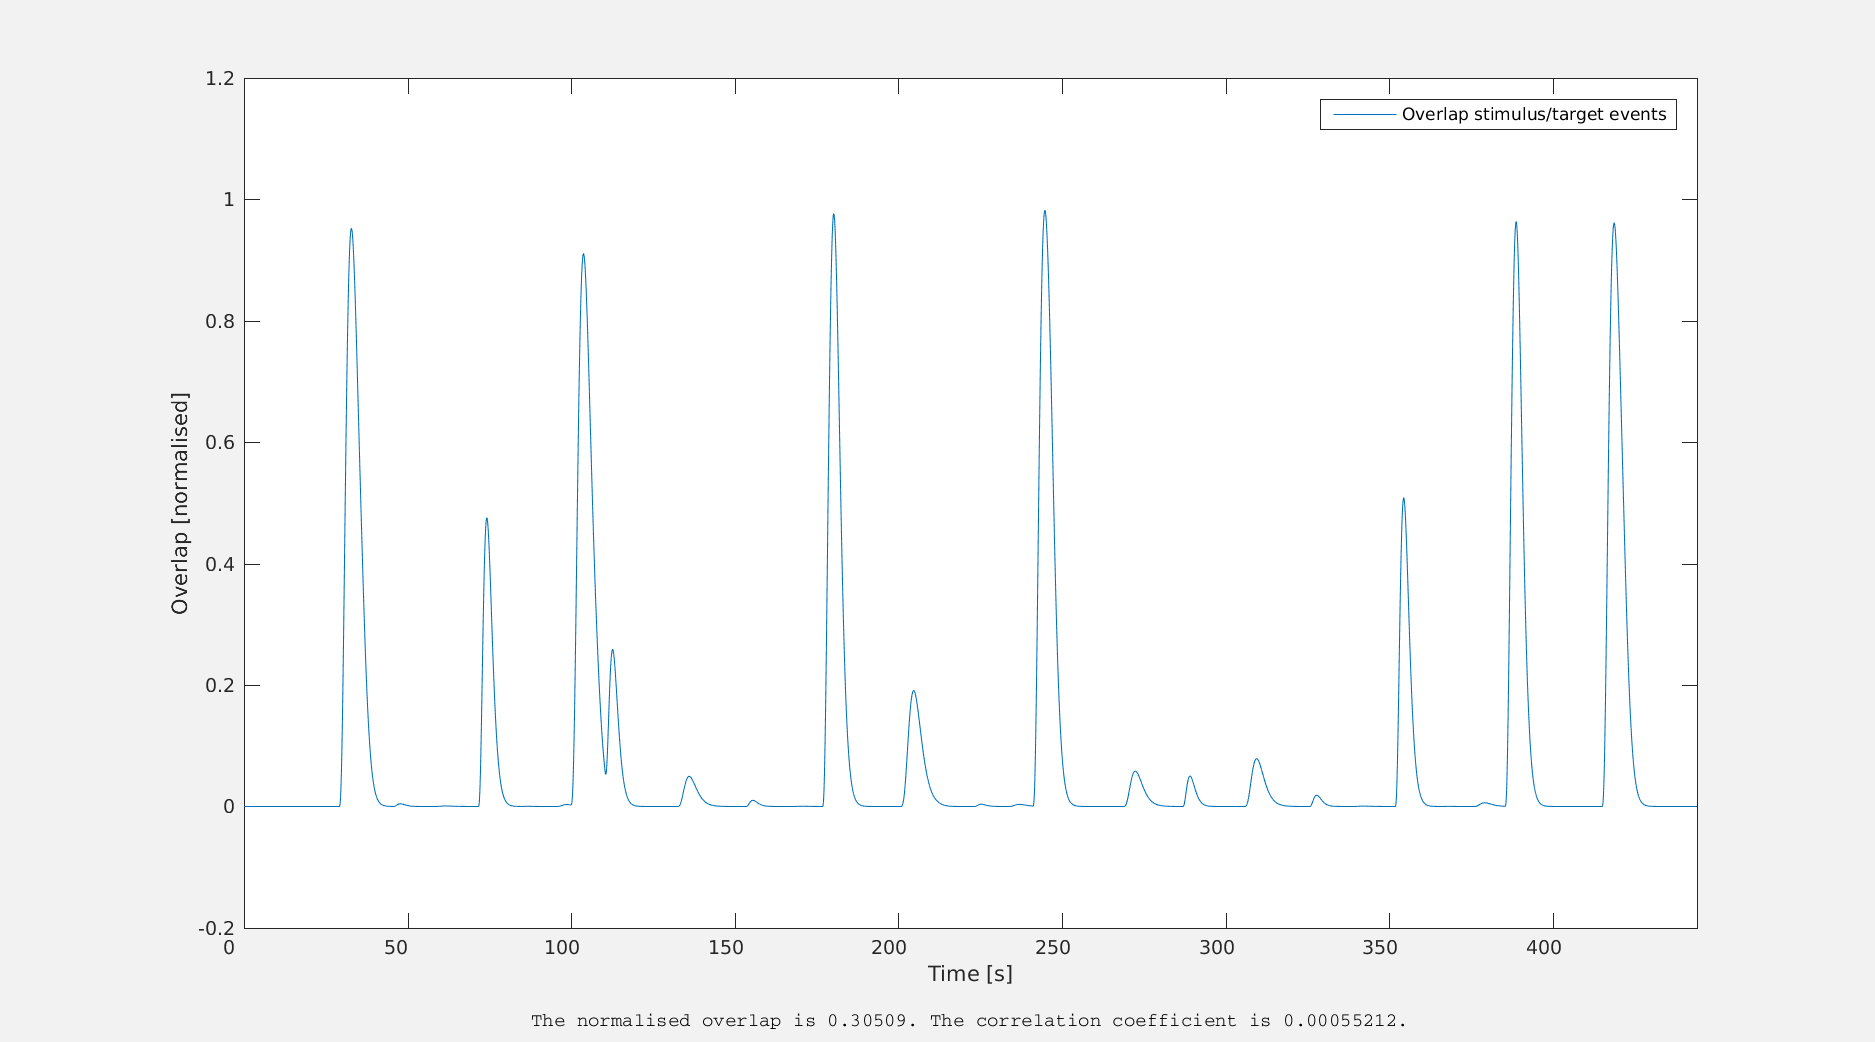 1.2
Overlap stimulus/target events
1
0.8
0.6
0.4
0.2
0
-0.2
Overlap [normalised]
0 50 100 150 200 250 300 350 400
Time [s]
The normalised overlap is 0.30509. The correlation coefficient is 0.00055212.